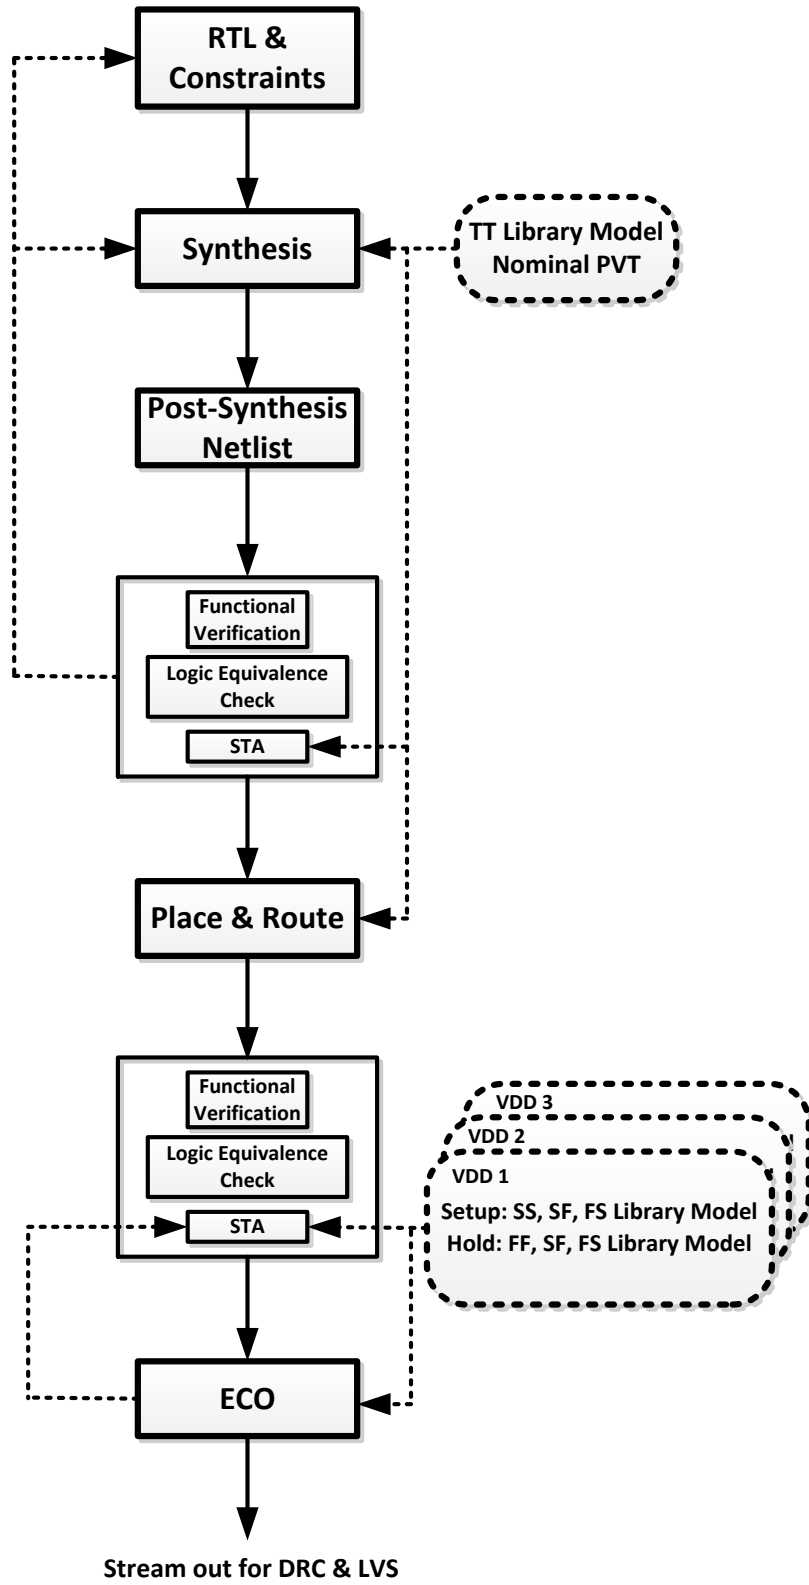 RTL &
Constraints
Synthesis
TT Library Model
Nominal PVT
Post-Synthesis
Netlist
Functional
Verification
Logic Equivalence
Check
STA
Place & Route
Functional
Verification
Logic Equivalence
Check
STA
VDD 3
VDD 2
VDD 1
Setup: SS, SF, FS Library Model
Hold: FF, SF, FS Library Model
ECO
Stream out for DRC & LVS